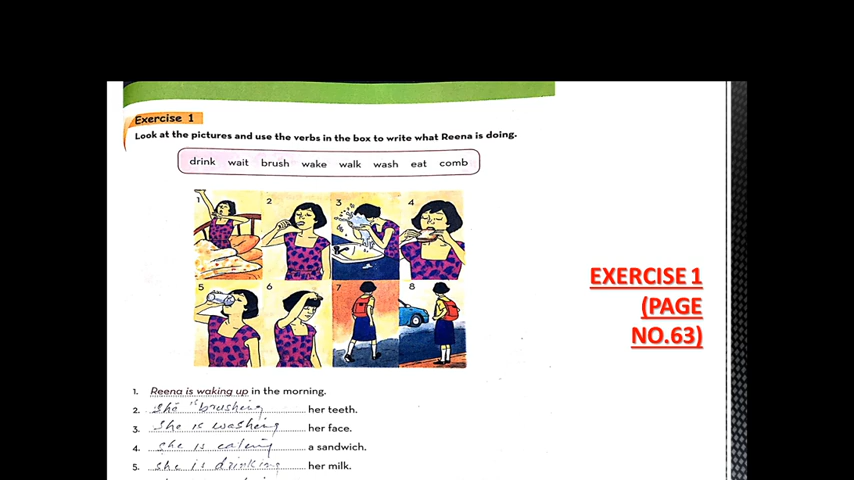 Exercise 1
Look at the pictures and use the verbs in the box to write what Reena is doing.
drink wait brush wake walk wash eat comb
1 2 3 4
5 6 7 8
EXERCISE 1
(PAGE
NO.63)
1. Reena is waking up in the morning.
2. she is brushing her teeth.
3. She is washing her face.
4. she is eating a sandwich.
5. she is drinking her milk.